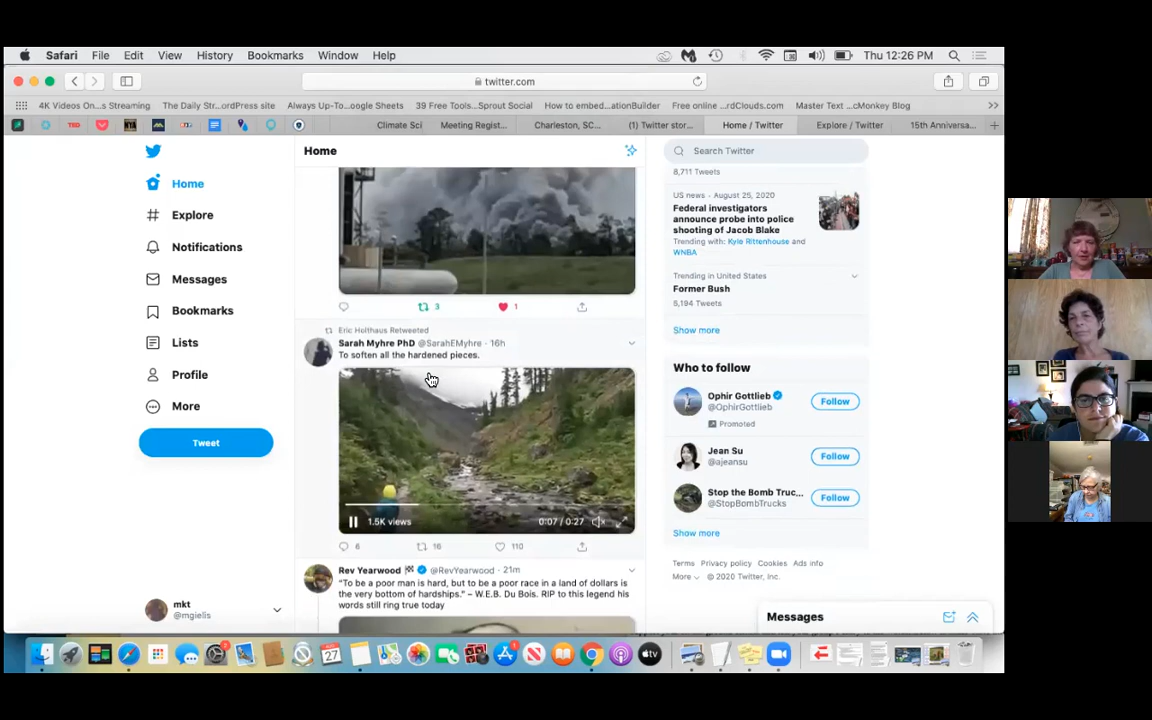 Safari File Edit View History Bookmarks Window Help Thu 12:26 PM
twitter.com
4K Videos On...s Streaming The Daily Str...ordPress site Always Up-To...oogle Sheets 39 Free Tools...Sprout Social How to embed...ationBuilder Free online ...rdClouds.com Master Text ...cMonkey Blog
TED Climate Sci Meeting Regist... Charleston, SC... (1) Twitter stor... Home / Twitter Explore / Twitter 15th Anniversa...
Home
Explore
Notifications
Messages
Bookmarks
Lists
Profile
More
Tweet
mkt
@mgielis
Home
3 1
Eric Holthaus Retweeted
Sarah Myhre PhD @SarahEMyhre · 16h
To soften all the hardened pieces.
1.5K views 0:07 / 0:27
6 16 110
Rev Yearwood @RevYearwood · 21m
"To be a poor man is hard, but to be a poor race in a land of dollars is
the very bottom of hardships." – W.E.B. Du Bois. RIP to this legend his
words still ring true today
Search Twitter
8,711 Tweets
US news · August 25, 2020
Federal investigators
announce probe into police
shooting of Jacob Blake
Trending with: Kyle Rittenhouse and
WNBA
Trending in United States
Former Bush
5,194 Tweets
Show more
Who to follow
Ophir Gottlieb
@OphirGottlieb
Follow
Promoted
Jean Su
@ajeansu
Follow
Stop the Bomb Truc...
@StopBombTrucks
Follow
Show more
Terms Privacy policy Cookies Ads info
More © 2020 Twitter, Inc.
Messages
27
tv